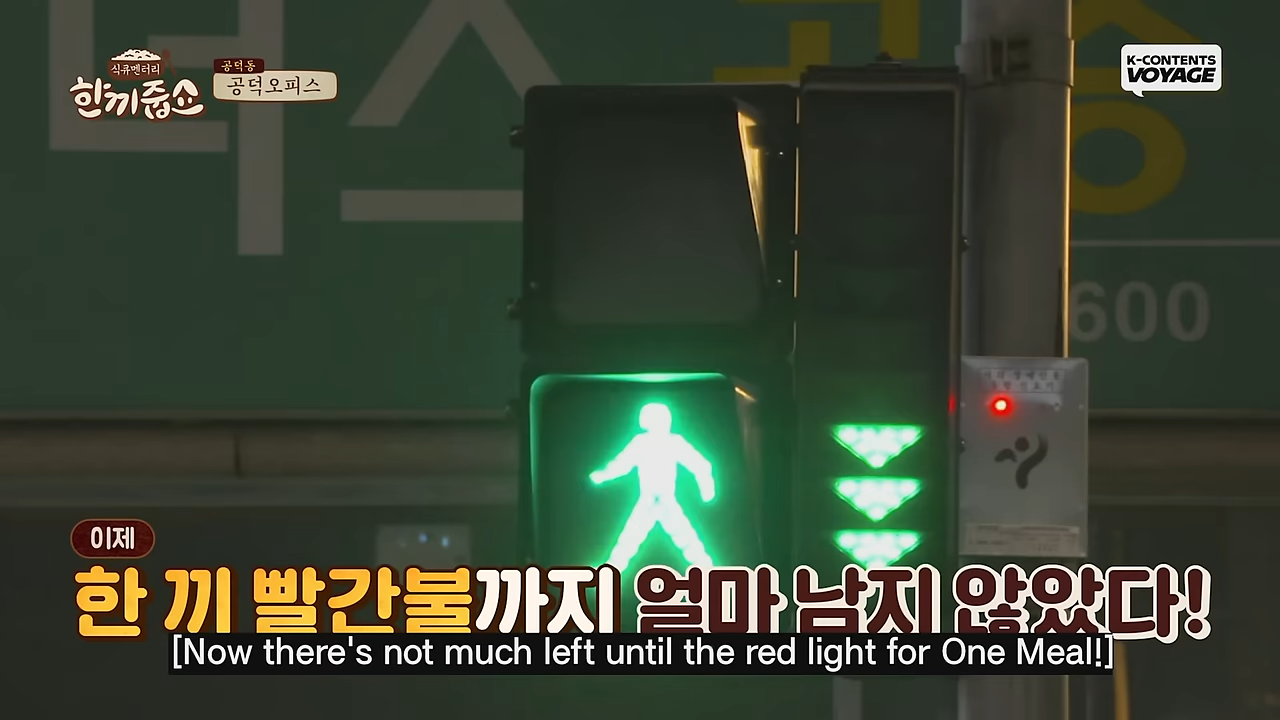 식큐멘터리
한끼줍쇼
공덕동
공덕오피스
K-CONTENTS
VOYAGE
600
이제
한 끼 빨간불까지 얼마 남지 않았다!
[Now there's not much left until the red light for One Meal!]